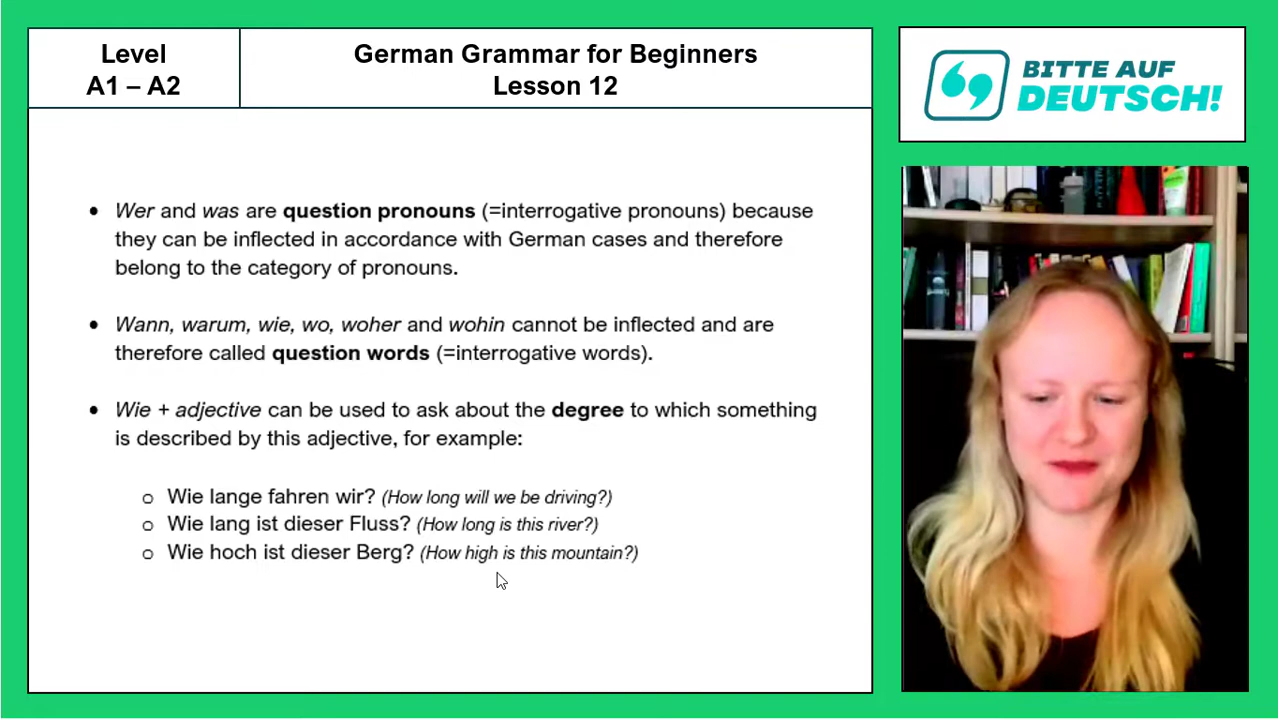 Level
A1 – A2
German Grammar for Beginners
Lesson 12
BITTE AUF
DEUTSCH!
• Wer and was are question pronouns (=interrogative pronouns) because
they can be inflected in accordance with German cases and therefore
belong to the category of pronouns.
• Wann, warum, wie, wo, woher and wohin cannot be inflected and are
therefore called question words (=interrogative words).
• Wie + adjective can be used to ask about the degree to which something
is described by this adjective, for example:
o Wie lange fahren wir? (How long will we be driving?)
o Wie lang ist dieser Fluss? (How long is this river?)
o Wie hoch ist dieser Berg? (How high is this mountain?)